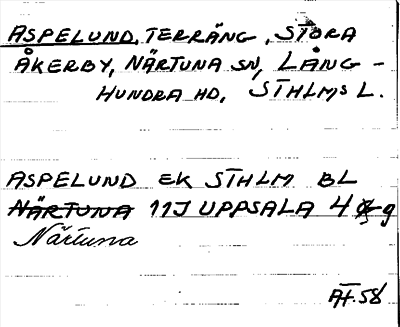 ASPELUND, TERRÄNG, STORA
ÅKERBY, NÄRTUNA SN, LÅNG-
HUNDRA HD, STHLMS L.
ASPELUND EK STHLM BL
NÄRTUNA 11J UPPSALA 4 g
Närtuna
ÄF.58